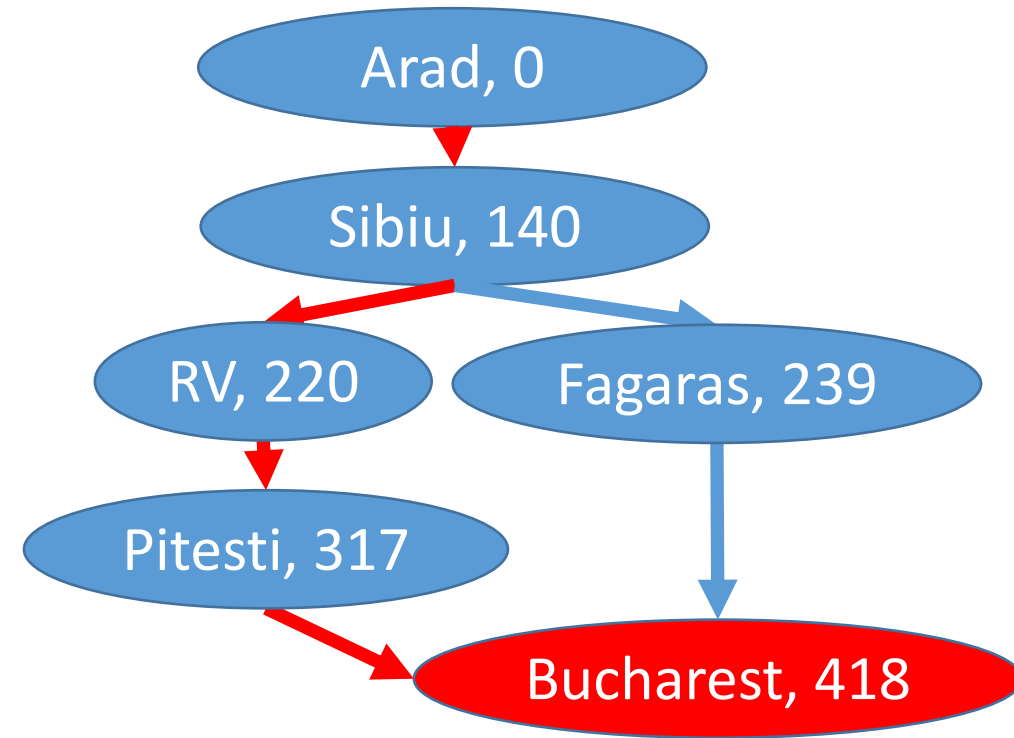 Arad, 0
Sibiu, 140
RV, 220
Fagaras, 239
Pitesti, 317
Bucharest, 418